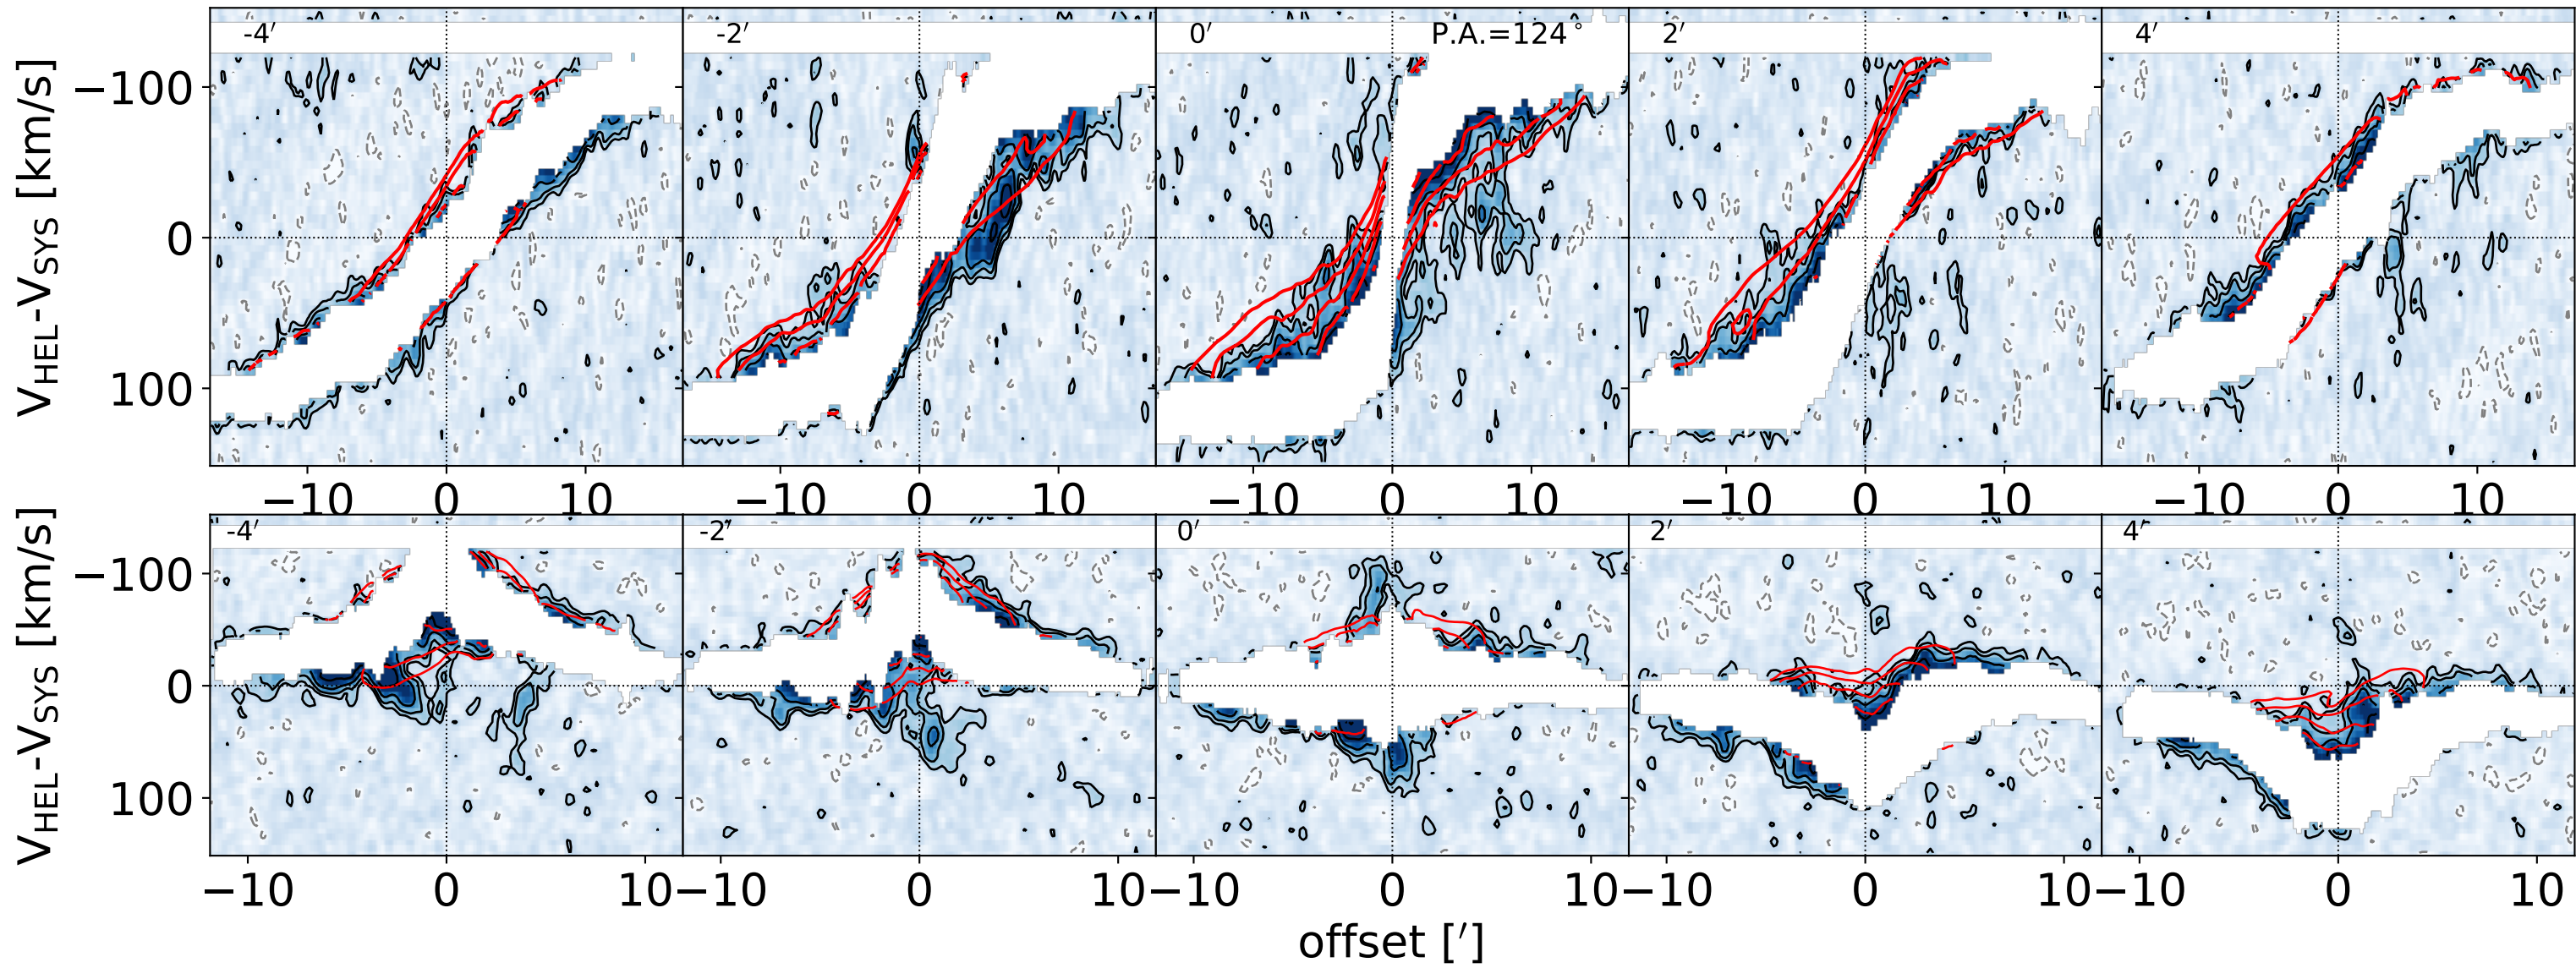 -4′ -2′ 0′ P.A.=124° 2′ 4′
V_HEL-V_SYS [km/s]
−100
0
100
−10 0 10 −10 0 10 −10 0 10 −10 0 10 −10 0 10
-4′ -2′ 0′ 2′ 4′
V_HEL-V_SYS [km/s]
−100
0
100
−10 0 10 −10 0 10 −10 0 10 −10 0 10 −10 0 10
offset [′]